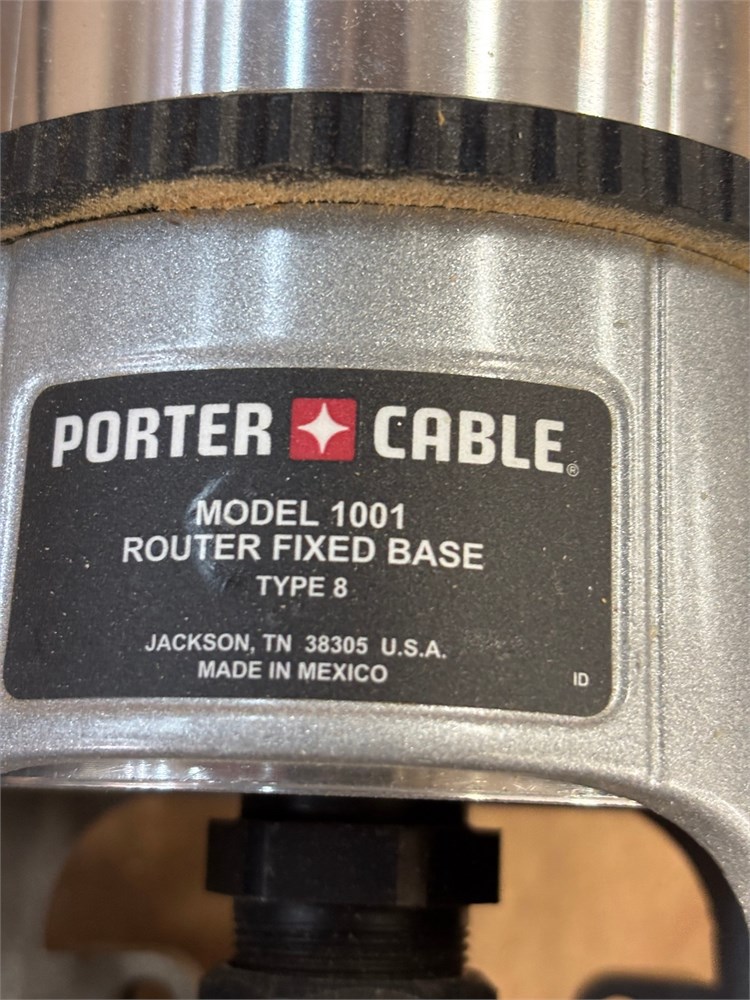 PORTER CABLE®
MODEL 1001
ROUTER FIXED BASE
TYPE 8
JACKSON, TN 38305 U.S.A.
MADE IN MEXICO
ID